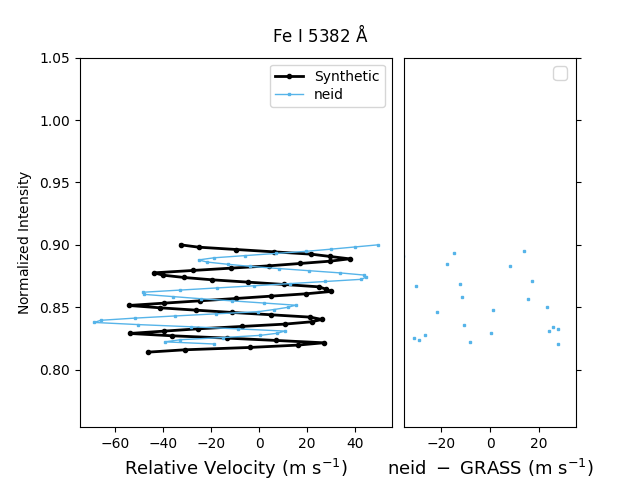 Fe I 5382 Å
1.05
1.00
0.95
0.90
0.85
0.80
Normalized Intensity
Synthetic
neid
−60 −40 −20 0 20 40
Relative Velocity (m s⁻¹)
−20 0 20
neid − GRASS (m s⁻¹)